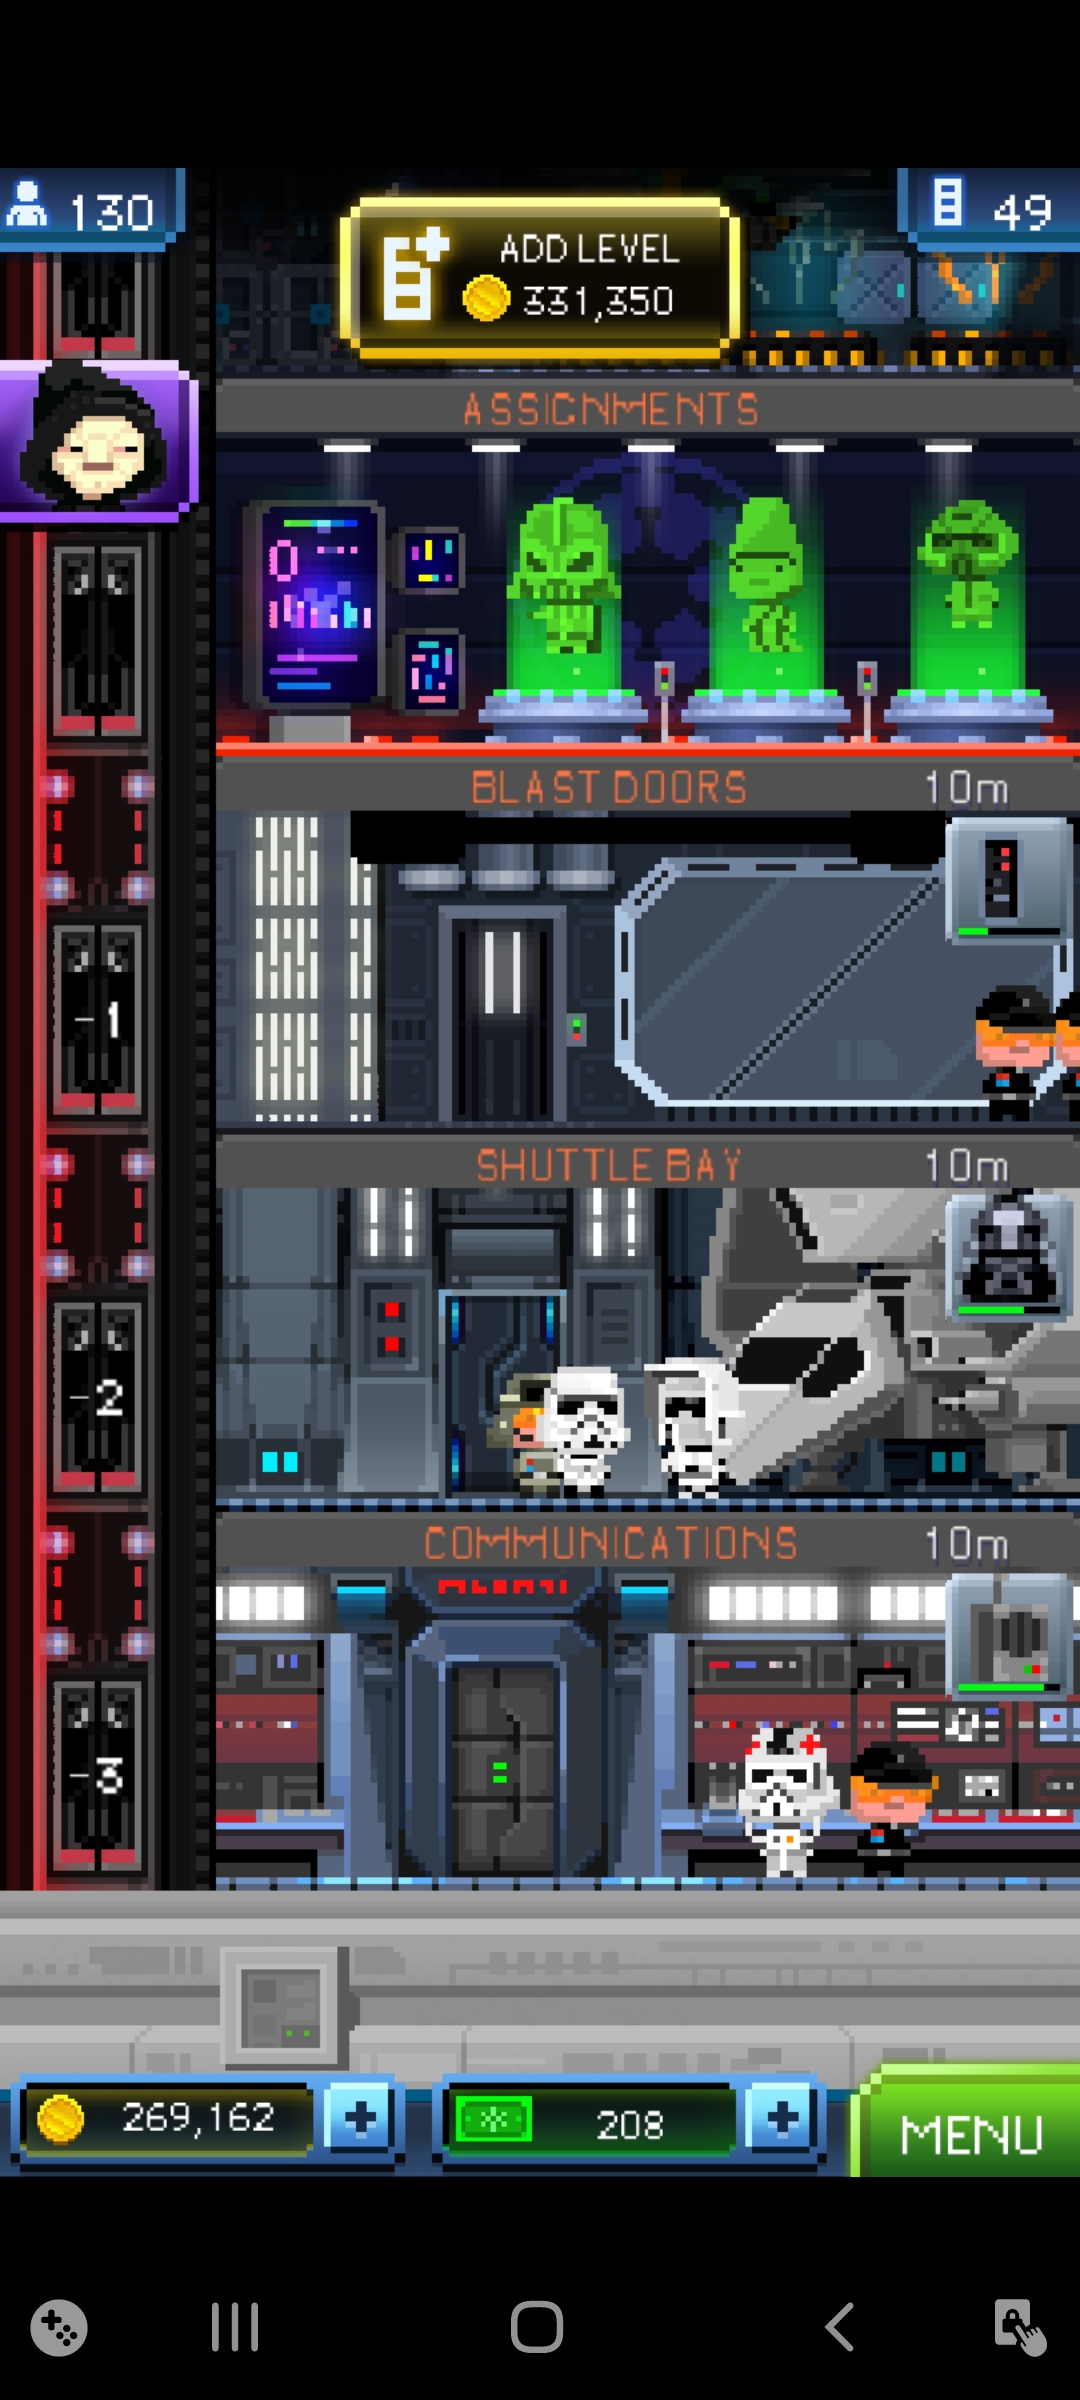 130
ADD LEVEL
331,350
49
ASSIGNMENTS
BLAST DOORS 10m
-1
SHUTTLE BAY 10m
-2
COMMUNICATIONS 10m
-3
269,162
208
MENU